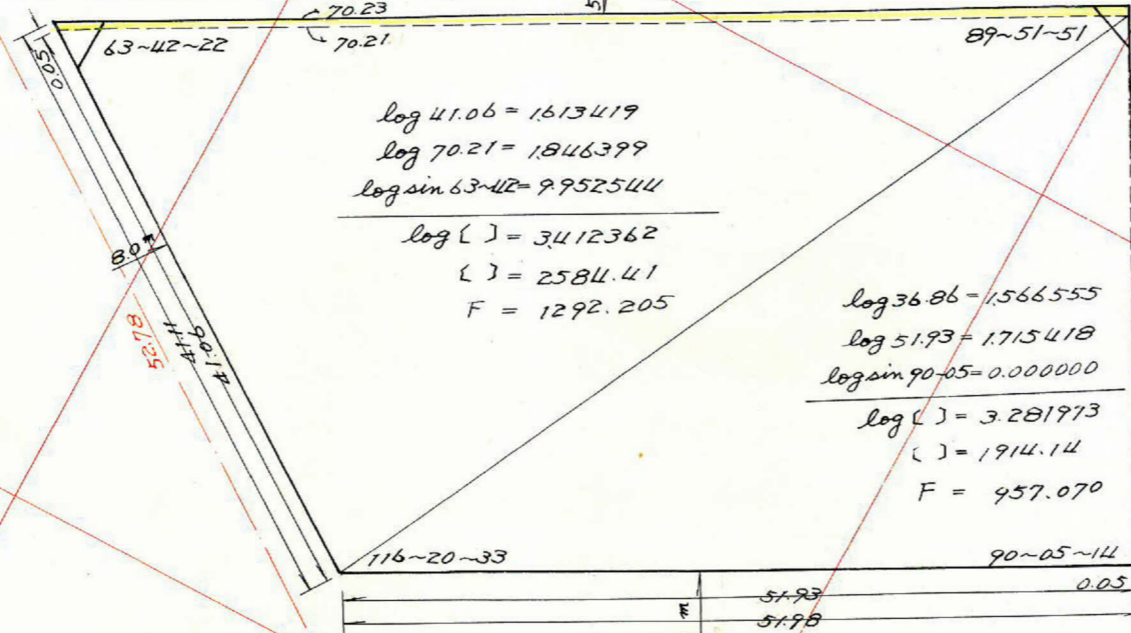 70.23
5
63~42~22
70.21
89~51~51
0.05
log 41.06 = 1.613419
log 70.21 = 1.846399
log sin 63~42 = 9.952544
log [ ] = 3.412362
[ ] = 2584.41
F = 1292.205
8.0
52.78
41.11
41.06
log 36.86 = 1.566555
log 51.93 = 1.715418
log sin 90~05 = 0.000000
log [ ] = 3.281973
[ ] = 1914.14
F = 957.070
116~20~33
90~05~14
0.05
51.93
m
51.98